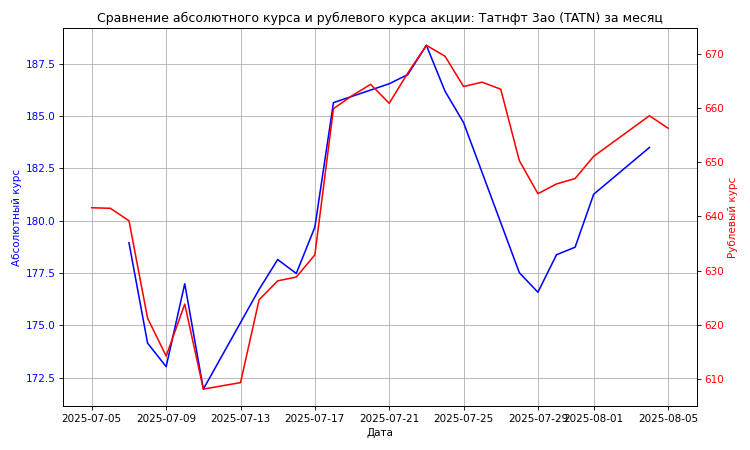 Сравнение абсолютного курса и рублевого курса акции: Татнфт 3ао (TATN) за месяц
187.5
185.0
182.5
180.0
177.5
175.0
172.5
Абсолютный курс
670
660
650
640
630
620
610
Рублевый курс
2025-07-05 2025-07-09 2025-07-13 2025-07-17 2025-07-21 2025-07-25 2025-07-29 2025-08-01 2025-08-05
Дата